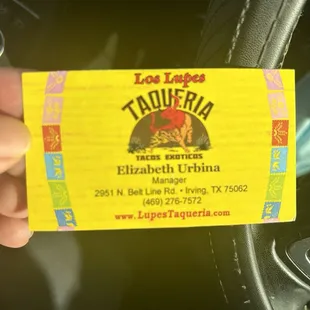 Los Lupes
TAQUERIA
TACOS EXOTICOS
Elizabeth Urbina
Manager
2951 N. Belt Line Rd. • Irving, TX 75062
(469) 276-7572
www.LupesTaqueria.com